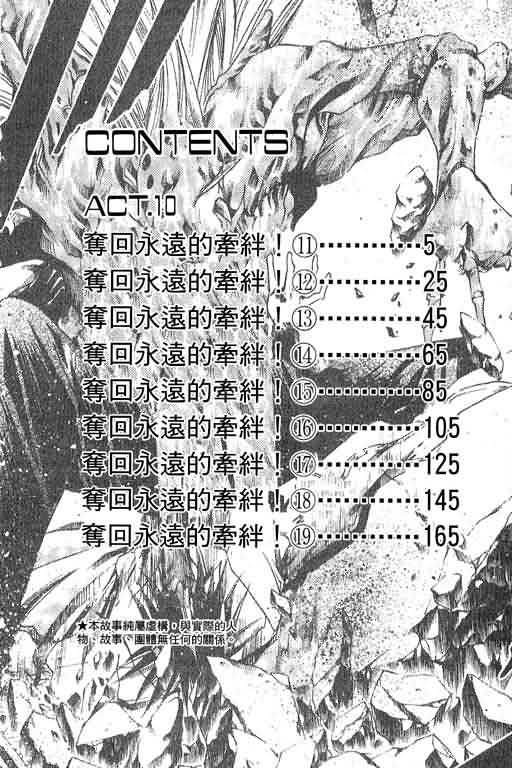 CONTENTS
ACT.10
奪回永遠的牽絆！⑪⋯⋯⋯⋯5
奪回永遠的牽絆！⑫⋯⋯⋯⋯25
奪回永遠的牽絆！⑬⋯⋯⋯⋯45
奪回永遠的牽絆！⑭⋯⋯⋯⋯65
奪回永遠的牽絆！⑮⋯⋯⋯⋯85
奪回永遠的牽絆！⑯⋯⋯⋯⋯105
奪回永遠的牽絆！⑰⋯⋯⋯⋯125
奪回永遠的牽絆！⑱⋯⋯⋯⋯145
奪回永遠的牽絆！⑲⋯⋯⋯⋯165
★本故事純屬虛構，與實際的人
物、故事、團體無任何的關係。